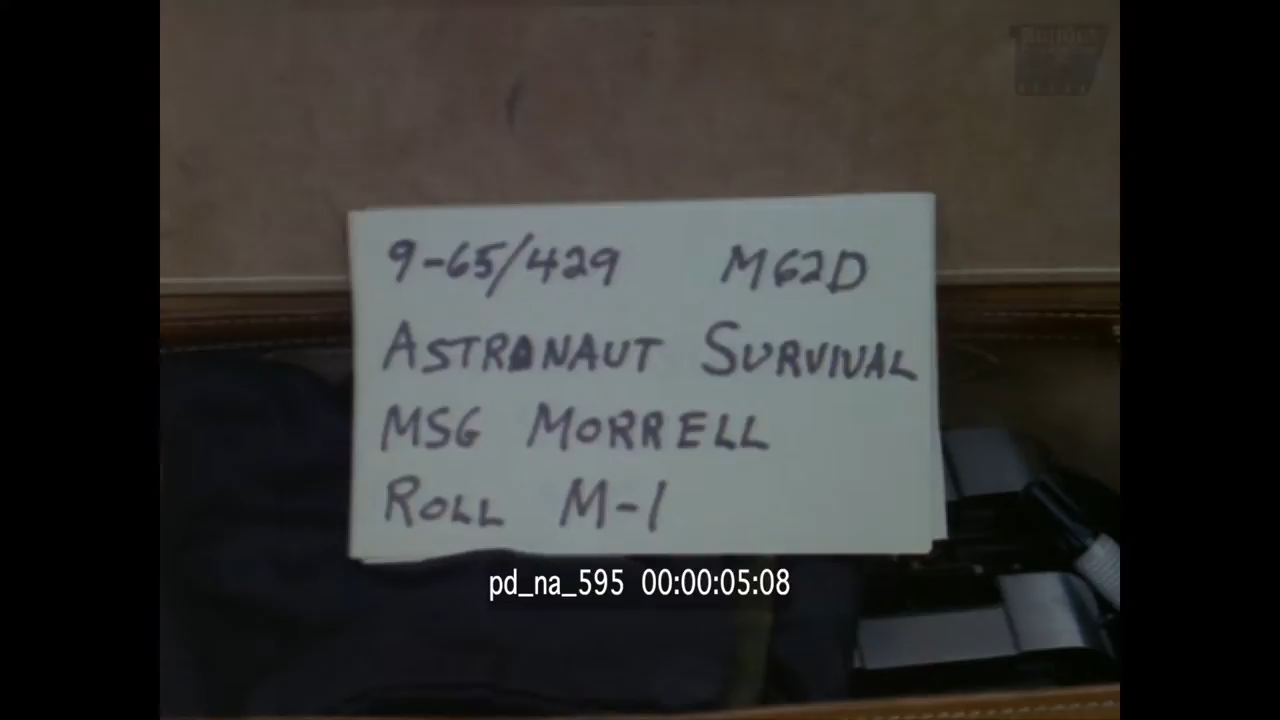 9-65/429 M62D
ASTRONAUT SURVIVAL
MSG MORRELL
ROLL M-1
pd_na_595 00:00:05:08